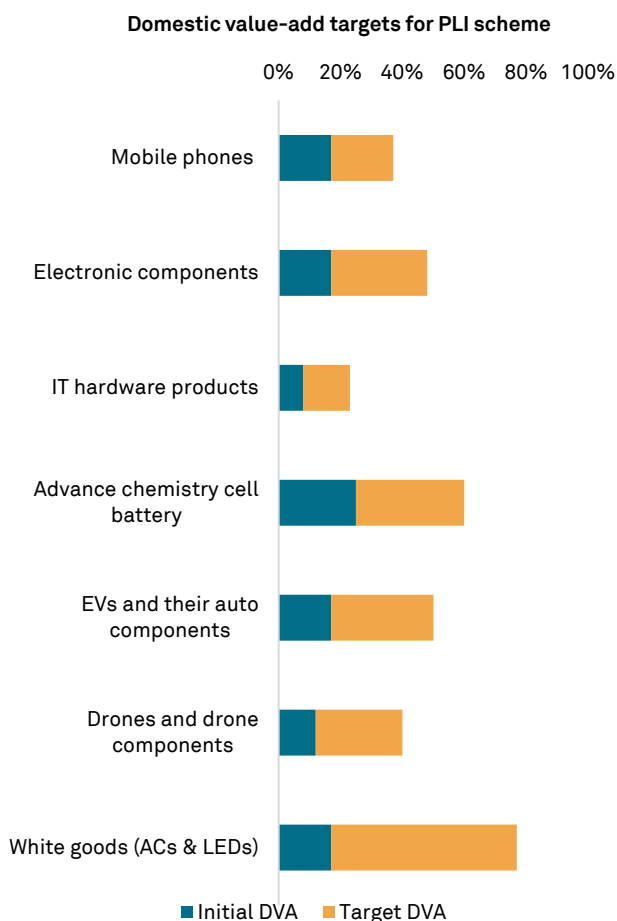 Domestic value-add targets for PLI scheme
0% 20% 40% 60% 80% 100%
Mobile phones
Electronic components
IT hardware products
Advance chemistry cell
battery
EVs and their auto
components
Drones and drone
components
White goods (ACs & LEDs)
Initial DVA Target DVA